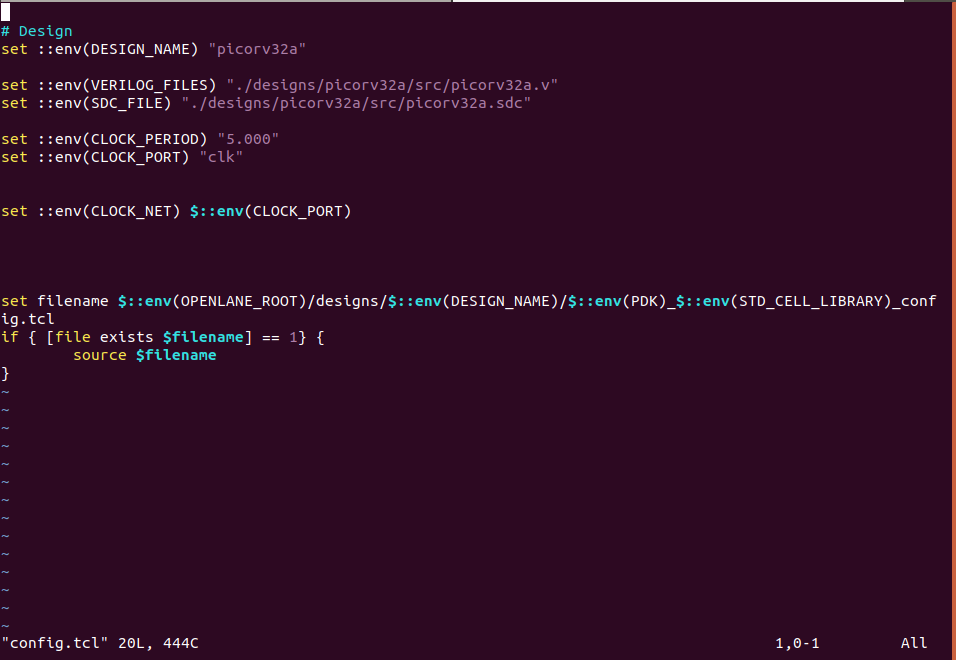 # Design
set ::env(DESIGN_NAME) "picorv32a"
set ::env(VERILOG_FILES) "./designs/picorv32a/src/picorv32a.v"
set ::env(SDC_FILE) "./designs/picorv32a/src/picorv32a.sdc"
set ::env(CLOCK_PERIOD) "5.000"
set ::env(CLOCK_PORT) "clk"
set ::env(CLOCK_NET) $::env(CLOCK_PORT)
set filename $::env(OPENLANE_ROOT)/designs/$::env(DESIGN_NAME)/$::env(PDK)_$::env(STD_CELL_LIBRARY)_conf
ig.tcl
if { [file exists $filename] == 1} {
        source $filename
}
~
~
~
~
~
~
~
~
~
~
~
~
~
~
"config.tcl" 20L, 444C 1,0-1 All